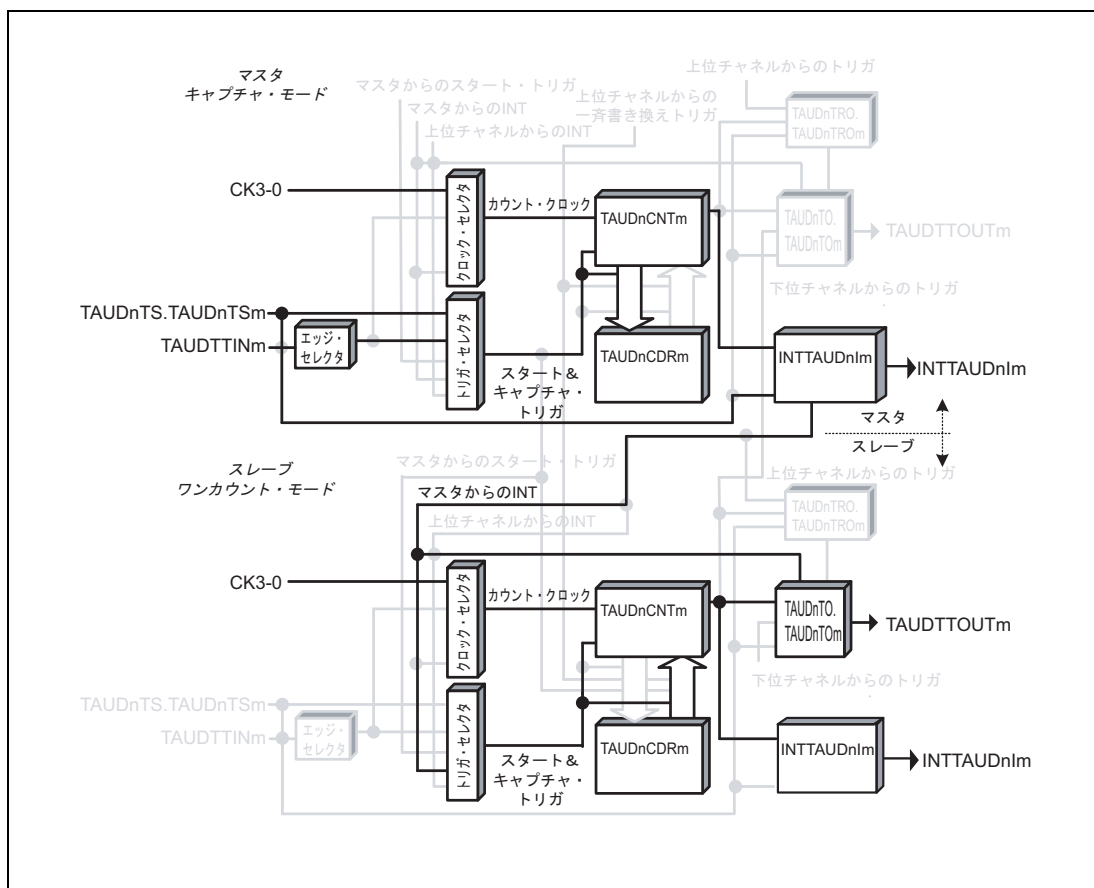 マスタ
キャプチャ・モード
マスタからのスタート・トリガ
マスタからのINT
上位チャネルからのINT
上位チャネルからの
一斉書き換えトリガ
上位チャネルからのトリガ
TAUDnTRO.
TAUDnTROm
CK3-0
クロック・セレクタ
カウント・クロック
TAUDnCNTm
TAUDnTO.
TAUDnTOm
TAUDTTOUTm
下位チャネルからのトリガ
TAUDnTS.TAUDnTSm
TAUDTTINm
エッジ・
セレクタ
トリガ・セレクタ
スタート&
キャプチャ・
トリガ
TAUDnCDRm
INTTAUDnIm
INTTAUDnIm
マスタ
スレーブ
スレーブ
ワンカウント・モード
マスタからのスタート・トリガ
マスタからのINT
上位チャネルからのINT
上位チャネルからのトリガ
TAUDnTRO.
TAUDnTROm
CK3-0
クロック・セレクタ
カウント・クロック
TAUDnCNTm
TAUDnTO.
TAUDnTOm
TAUDTTOUTm
下位チャネルからのトリガ
TAUDnTS.TAUDnTSm
TAUDTTINm
エッジ・
セレクタ
トリガ・セレクタ
スタート&
キャプチャ・
トリガ
TAUDnCDRm
INTTAUDnIm
INTTAUDnIm